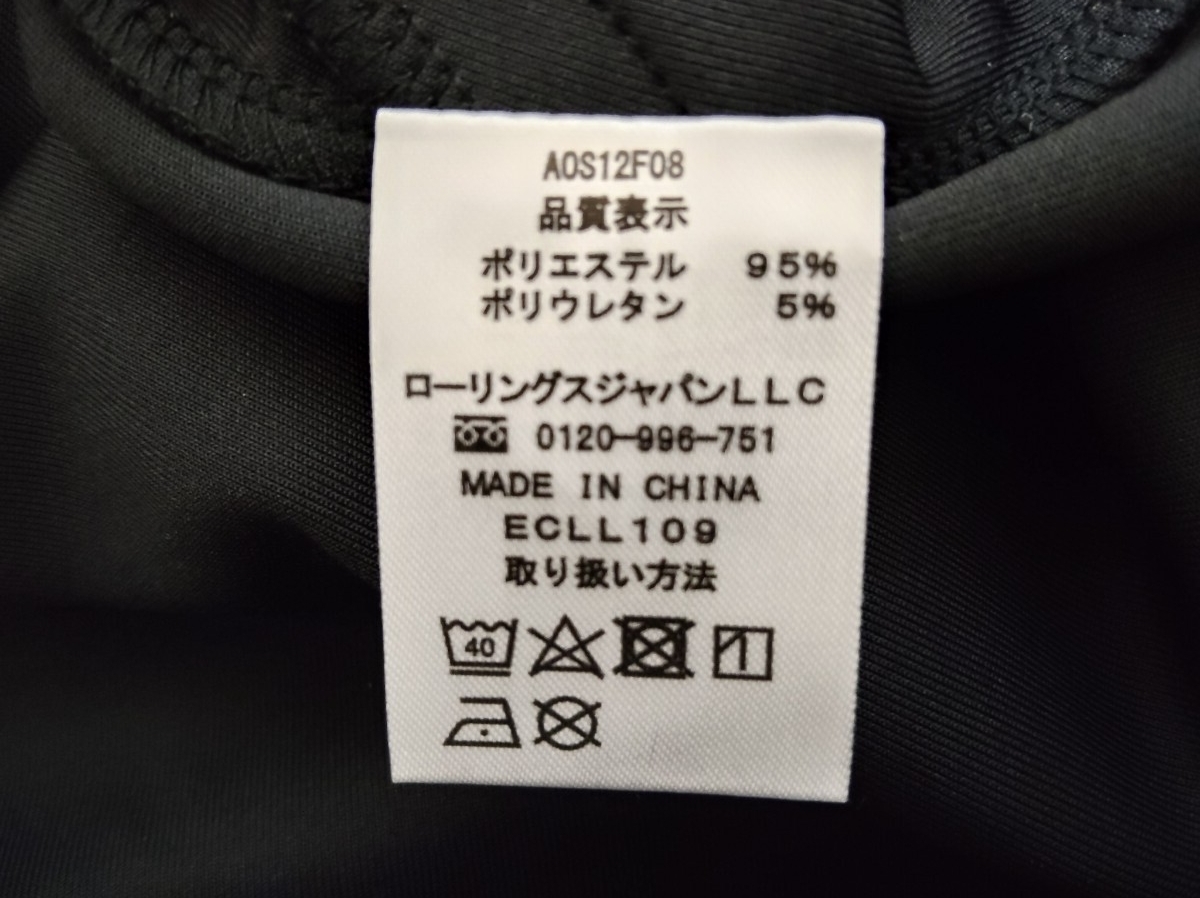 AOS12F08
品質表示
ポリエステル 95%
ポリウレタン 5%
ローリングスジャパンLLC
0120-996-751
MADE IN CHINA
ECLL109
取り扱い方法
40